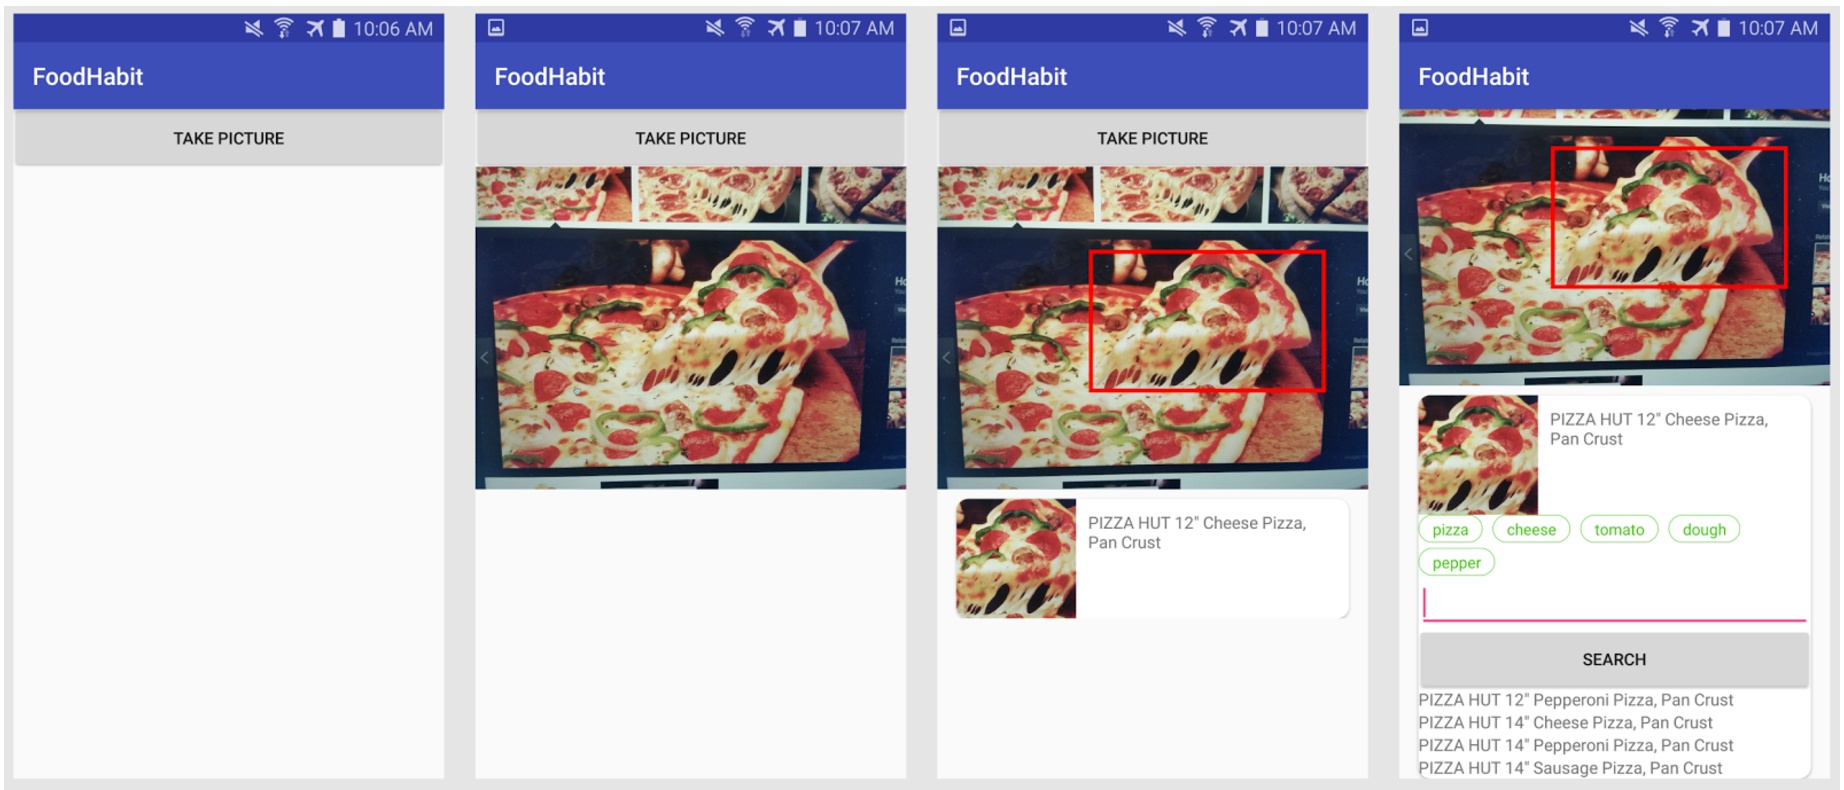 10:06 AM
FoodHabit
TAKE PICTURE
10:07 AM
FoodHabit
TAKE PICTURE
10:07 AM
FoodHabit
TAKE PICTURE
PIZZA HUT 12" Cheese Pizza,
Pan Crust
10:07 AM
FoodHabit
PIZZA HUT 12" Cheese Pizza,
Pan Crust
pizza cheese tomato dough
pepper
SEARCH
PIZZA HUT 12" Pepperoni Pizza, Pan Crust
PIZZA HUT 14" Cheese Pizza, Pan Crust
PIZZA HUT 14" Pepperoni Pizza, Pan Crust
PIZZA HUT 14" Sausage Pizza, Pan Crust